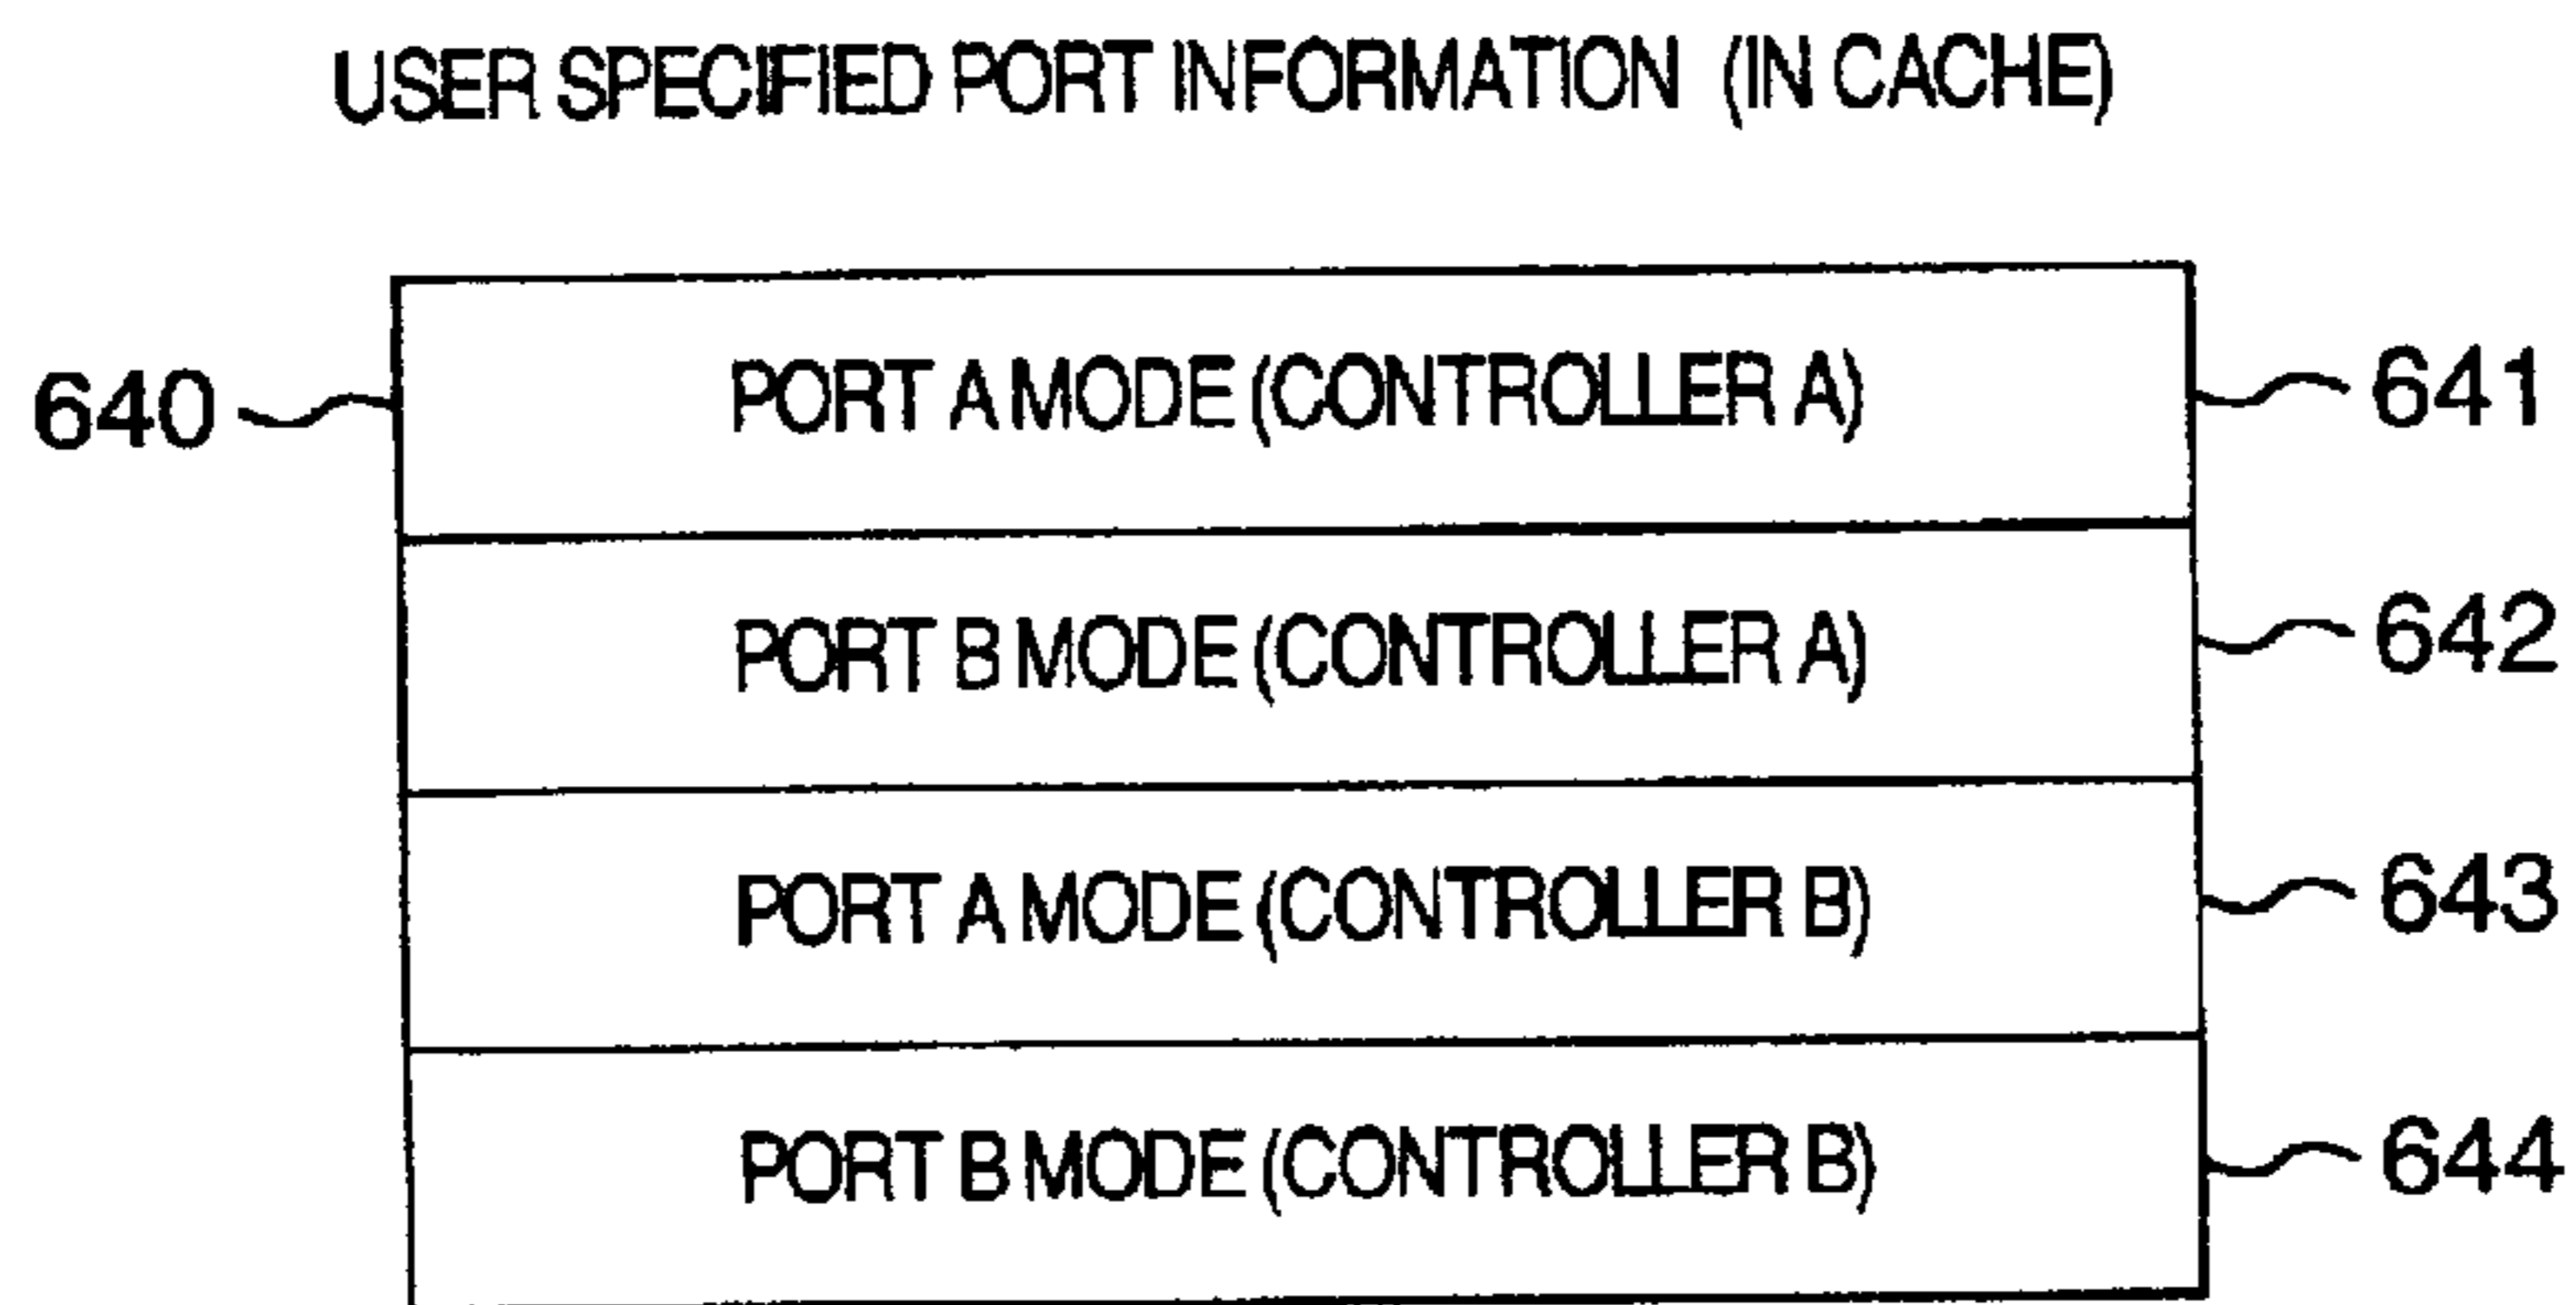 USER SPECIFIED PORT INFORMATION (IN CACHE)
640 PORT A MODE (CONTROLLER A) 641
PORT B MODE (CONTROLLER A) 642
PORT A MODE (CONTROLLER B) 643
PORT B MODE (CONTROLLER B) 644